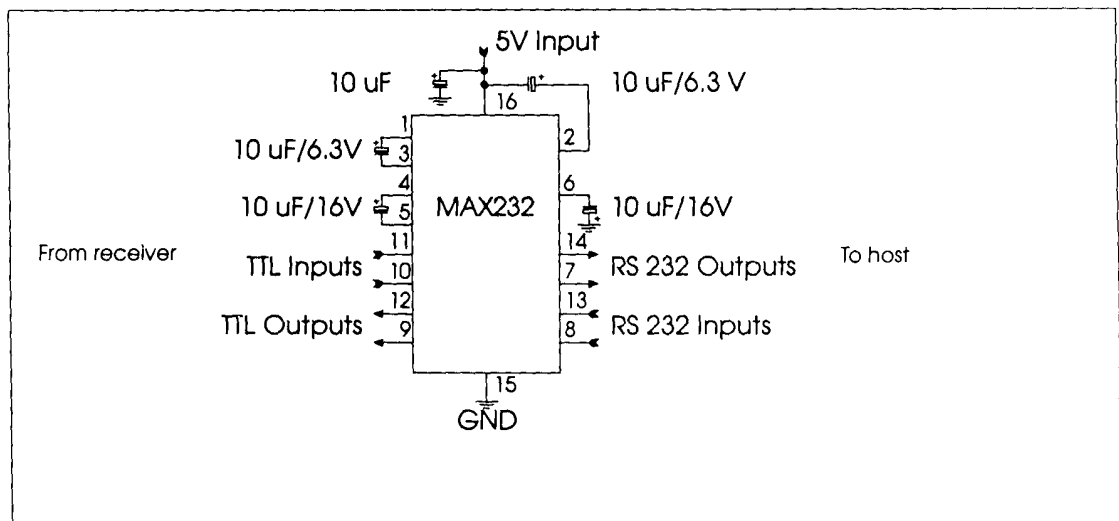 5V Input
10 uF
10 uF/6.3 V
16
1
2
10 uF/6.3V
3
4
6
10 uF/16V
5
MAX232
10 uF/16V
11
14
From receiver
TTL Inputs
RS 232 Outputs
To host
10
7
12
13
TTL Outputs
RS 232 Inputs
9
8
15
GND